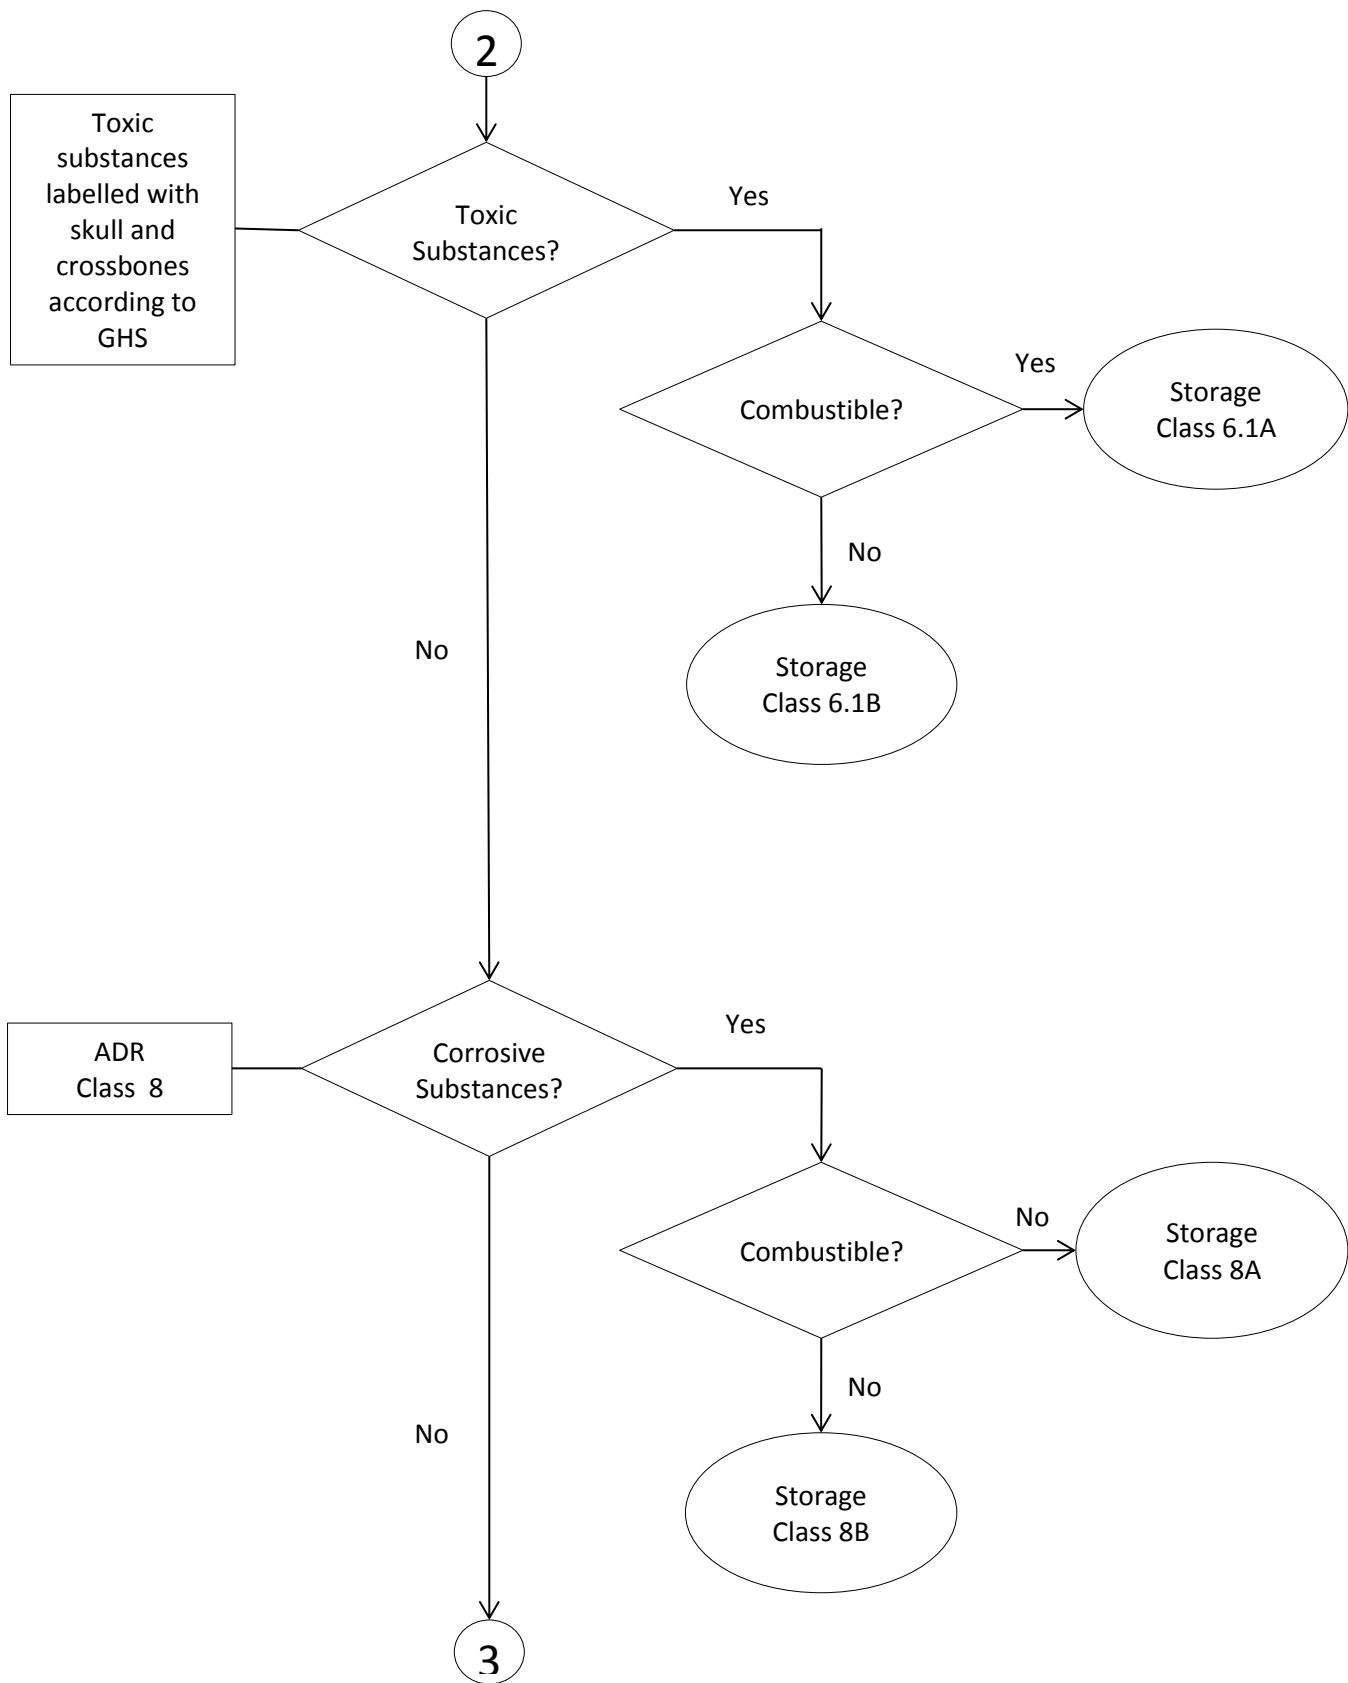 2
Toxic
substances
labelled with
skull and
crossbones
according to
GHS
Toxic
Substances?
Yes
Combustible?
Yes
Storage
Class 6.1A
No
Storage
Class 6.1B
No
ADR
Class  8
Corrosive
Substances?
Yes
Combustible?
No
Storage
Class 8A
No
Storage
Class 8B
No
3